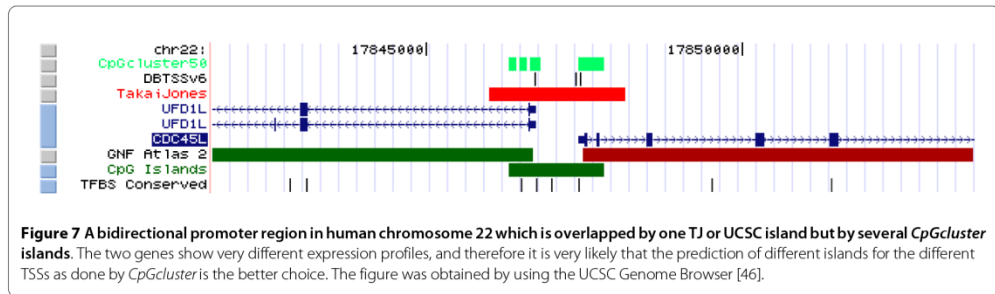 chr22: 17845000 17850000
CpGcluster50
DBTSSv6
TakaiJones
UFD1L
UFD1L
CDC45L
GNF Atlas 2
CpG Islands
TFBS Conserved
Figure 7 A bidirectional promoter region in human chromosome 22 which is overlapped by one TJ or UCSC island but by several CpGcluster
islands. The two genes show very different expression profiles, and therefore it is very likely that the prediction of different islands for the different
TSSs as done by CpGcluster is the better choice. The figure was obtained by using the UCSC Genome Browser [46].